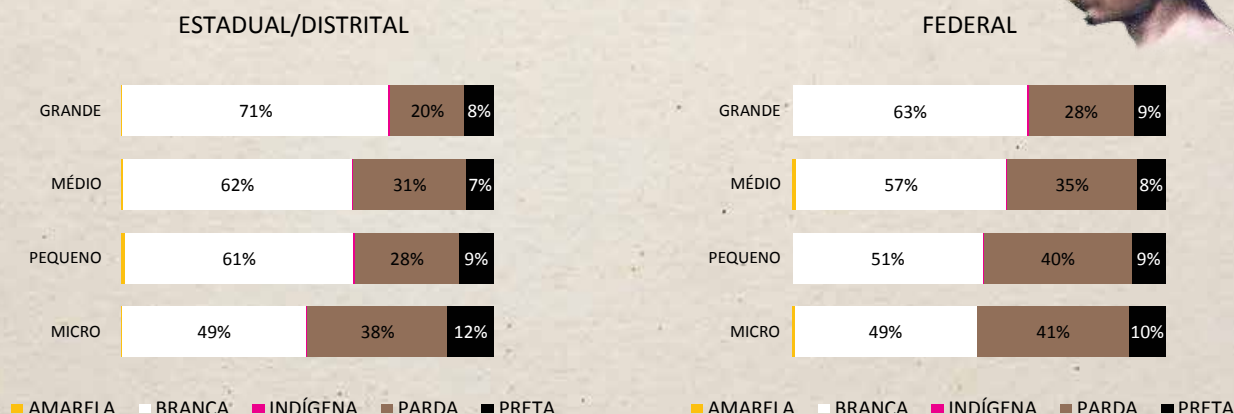 ESTADUAL/DISTRITAL
GRANDE 71% 20% 8%
MÉDIO 62% 31% 7%
PEQUENO 61% 28% 9%
MICRO 49% 38% 12%
AMARELA BRANCA INDÍGENA PARDA PRETA
FEDERAL
GRANDE 63% 28% 9%
MÉDIO 57% 35% 8%
PEQUENO 51% 40% 9%
MICRO 49% 41% 10%
AMARELA BRANCA INDÍGENA PARDA PRETA